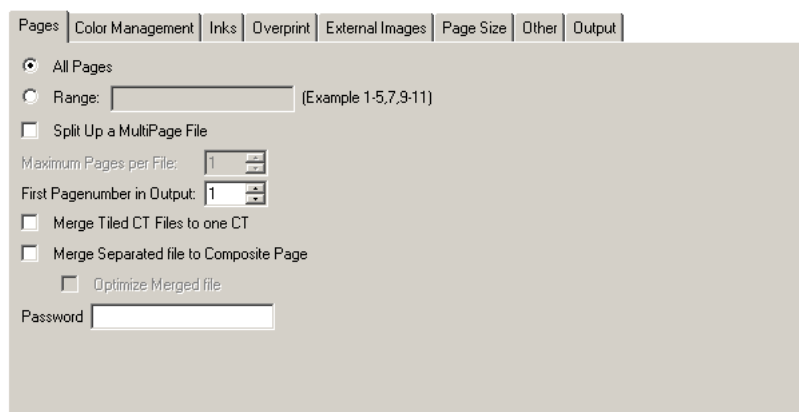 Pages Color Management Inks Overprint External Images Page Size Other Output
All Pages
Range: (Example 1-5,7,9-11)
Split Up a MultiPage File
Maximum Pages per File: 1
First Pagenumber in Output: 1
Merge Tiled CT Files to one CT
Merge Separated file to Composite Page
Optimize Merged file
Password